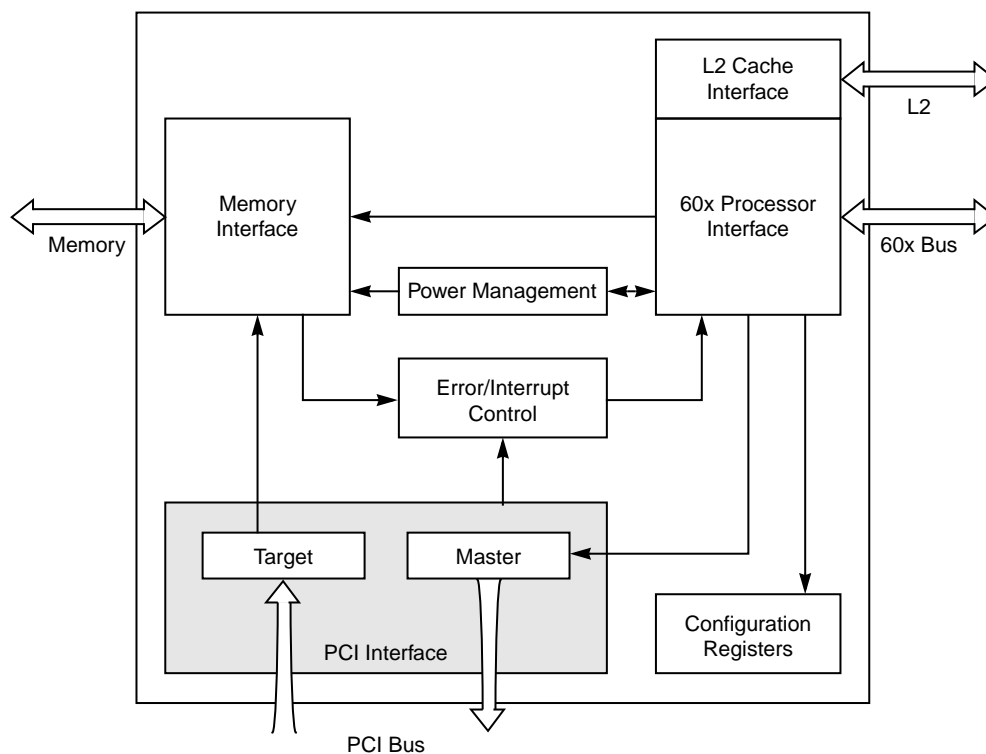 L2 Cache
Interface
L2
Memory
Interface
60x Processor
Interface
Memory
60x Bus
Power Management
Error/Interrupt
Control
Target
Master
Configuration
Registers
PCI Interface
PCI Bus